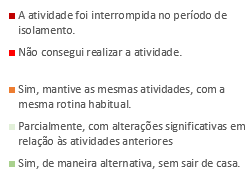 A atividade foi interrompida no período de
isolamento.
Não consegui realizar a atividade.
Sim, mantive as mesmas atividades, com a
mesma rotina habitual.
Parcialmente, com alterações significativas em
relação às atividades anteriores
Sim, de maneira alternativa, sem sair de casa.